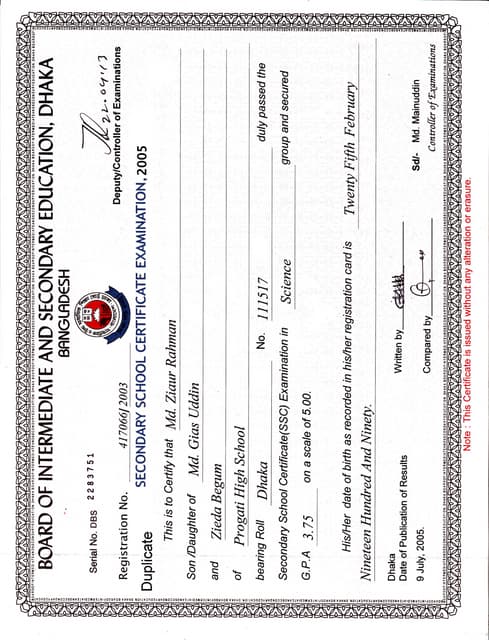 BOARD OF INTERMEDIATE AND SECONDARY EDUCATION, DHAKA
BANGLADESH
Serial No. DBS 2283751
22-04-13
Deputy/Controller of Examinations
Registration No. 417066/2003
SECONDARY SCHOOL CERTIFICATE EXAMINATION, 2005
Duplicate
This is to Certify that Md. Ziaur Rahman
Son /Daughter of Md. Gias Uddin
and Zieda Begum
of Progati High School
bearing Roll Dhaka No. 111517 duly passed the
Secondary School Certificate(SSC) Examination in Science group and secured
G.P.A 3.75 on a scale of 5.00.
His/Her date of birth as recorded in his/her registration card is Twenty Fifth February
Nineteen Hundred And Ninety.
Dhaka
Date of Publication of Results
9 July, 2005.
Written by
Compared by
Sd/- Md. Mainuddin
Controller of Examinations
Note : This Certificate is issued without any alteration or erasure.